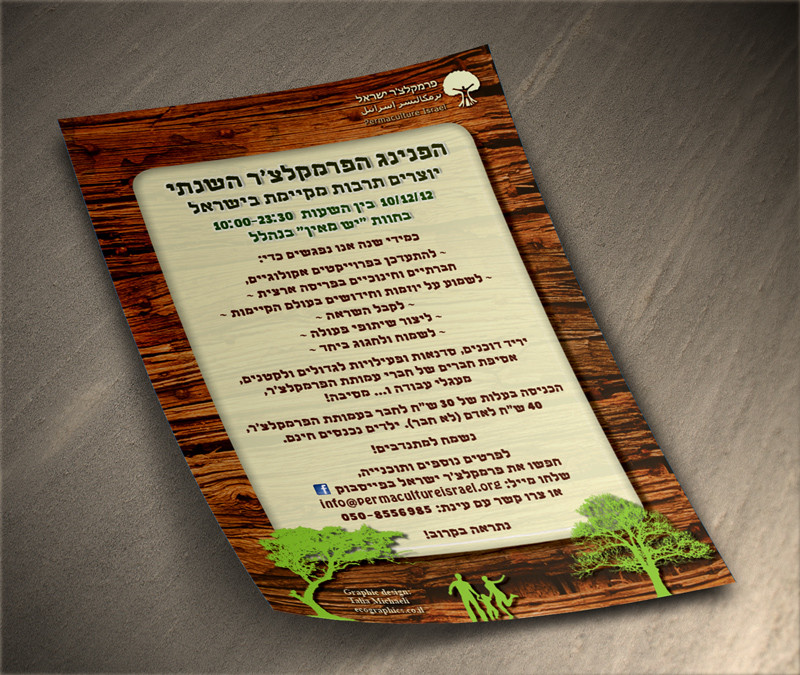 פרמקלצ'ר ישראל
پرمكالتشر إسرائيل
Permaculture Israel
הפנינג הפרמקלצ'ר השנתי
יוצרים תרבות מקיימת בישראל
10/12/12 בין השעות 10:00-23:30
בחוות "יש מאין" בנהלל
כמידי שנה אנו נפגשים כדי:
~ להתעדכן בפרוייקטים אקולוגיים,
חברתיים וחינוכיים בפריסה ארצית ~
~ לשמוע על יוזמות וחידושים בעולם הקיימות ~
~ לקבל השראה ~
~ ליצור שיתופי פעולה ~
~ לשמוח ולחגוג ביחד ~
יריד דוכנים, סדנאות ופעילויות לגדולים ולקטנים,
אסיפת חברים של חברי עמותת הפרמקלצ'ר,
מעגלי עבודה ו... מסיבה!
הכניסה בעלות של 30 ש"ח לחבר בעמותת הפרמקלצ'ר,
40 ש"ח לאדם (לא חבר). ילדים נכנסים חינם.
נשמח למתנדבים!
לפרטים נוספים ותוכנייה,
חפשו את פרמקלצ'ר ישראל בפייסבוק f
שלחו מייל: info@permacultureisrael.org
או צרו קשר עם עינת: 050-8556985
נתראה בקרוב!
Graphic design:
Talia Michaeli
ecographics.co.il